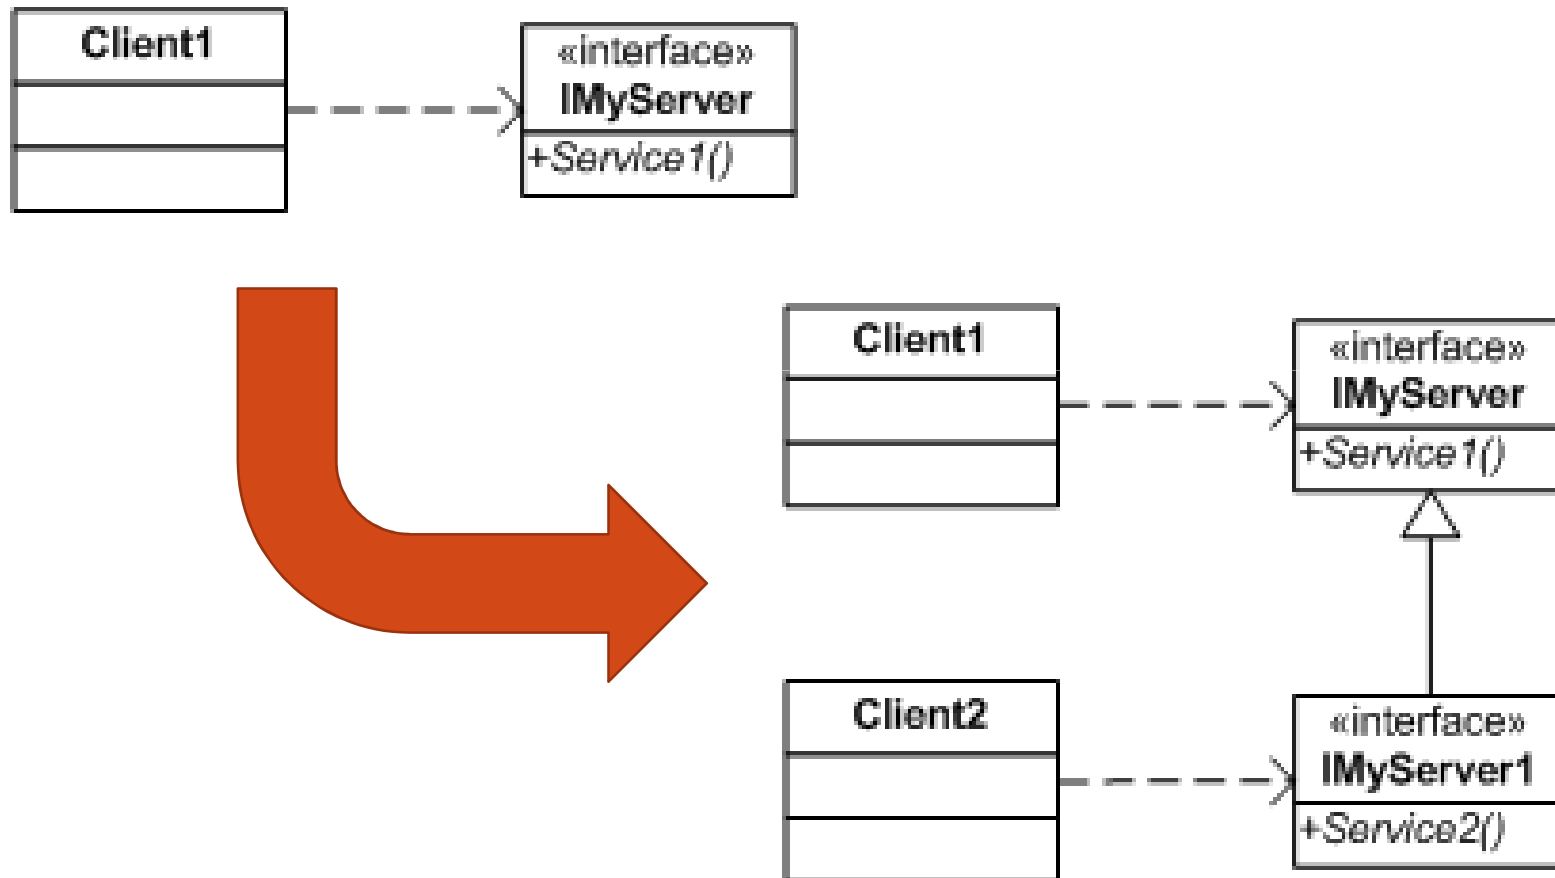 Client1
«interface»
IMyServer
+Service1()
Client1
«interface»
IMyServer
+Service1()
Client2
«interface»
IMyServer1
+Service2()